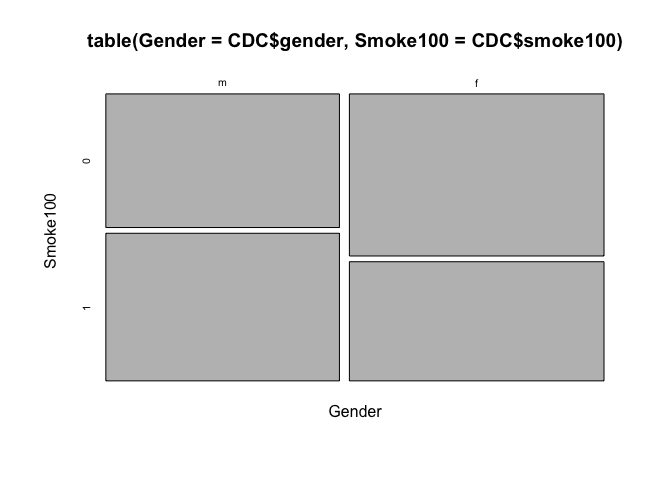 table(Gender = CDC$gender, Smoke100 = CDC$smoke100)
m
f
0
Smoke100
1
Gender